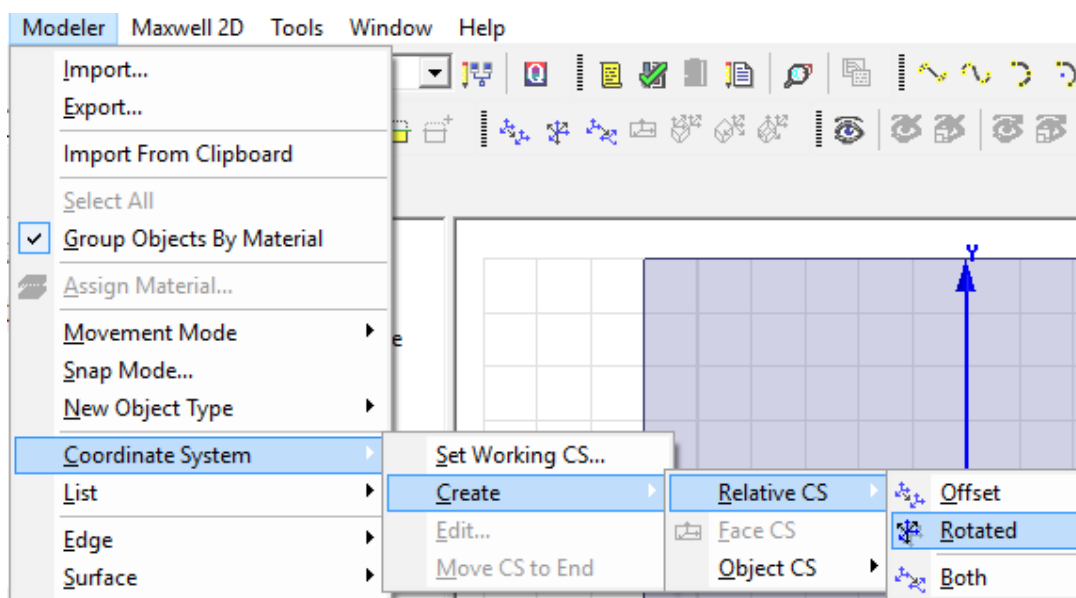 Modeler Maxwell 2D Tools Window Help
Import...
Export...
Import From Clipboard
Select All
Group Objects By Material
Assign Material...
Movement Mode
Snap Mode...
New Object Type
Coordinate System
List
Edge
Surface
Set Working CS...
Create
Edit...
Move CS to End
Relative CS
Face CS
Object CS
Offset
Rotated
Both
e
Y